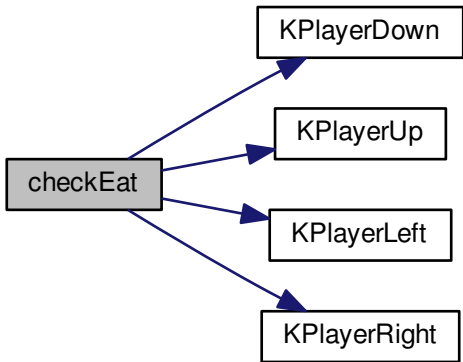 KPlayerDown
KPlayerUp
checkEat
KPlayerLeft
KPlayerRight